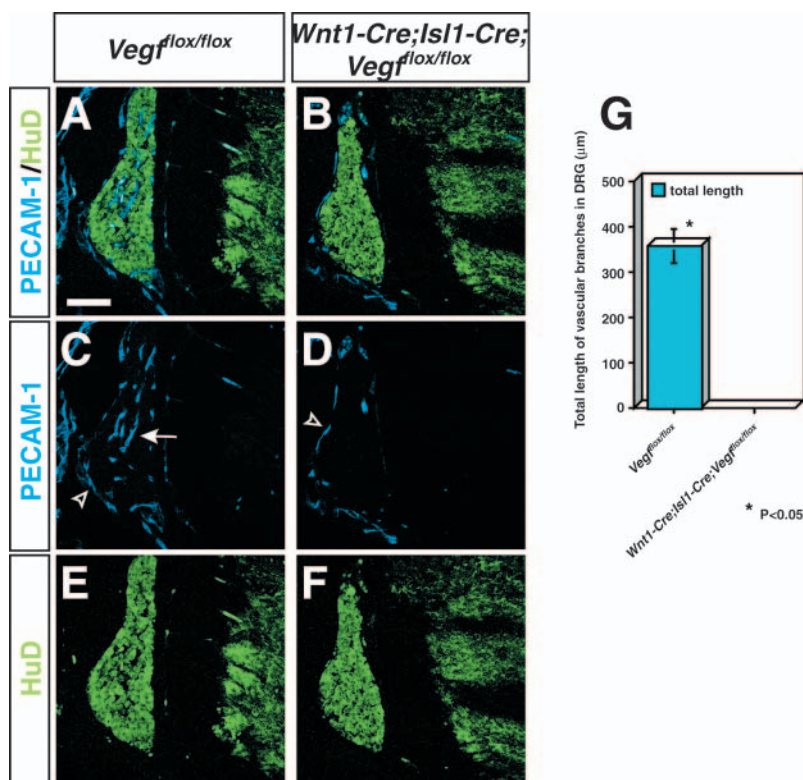 Vegf flox/flox
Wnt1-Cre;Isl1-Cre;
Vegf flox/flox
PECAM-1/HuD
A
B
PECAM-1
C
D
HuD
E
F
G
Total length of vascular branches in DRG (μm)
total length
500
400
300
200
100
0
*
Vegf flox/flox
Wnt1-Cre;Isl1-Cre;Vegf flox/flox
* P<0.05